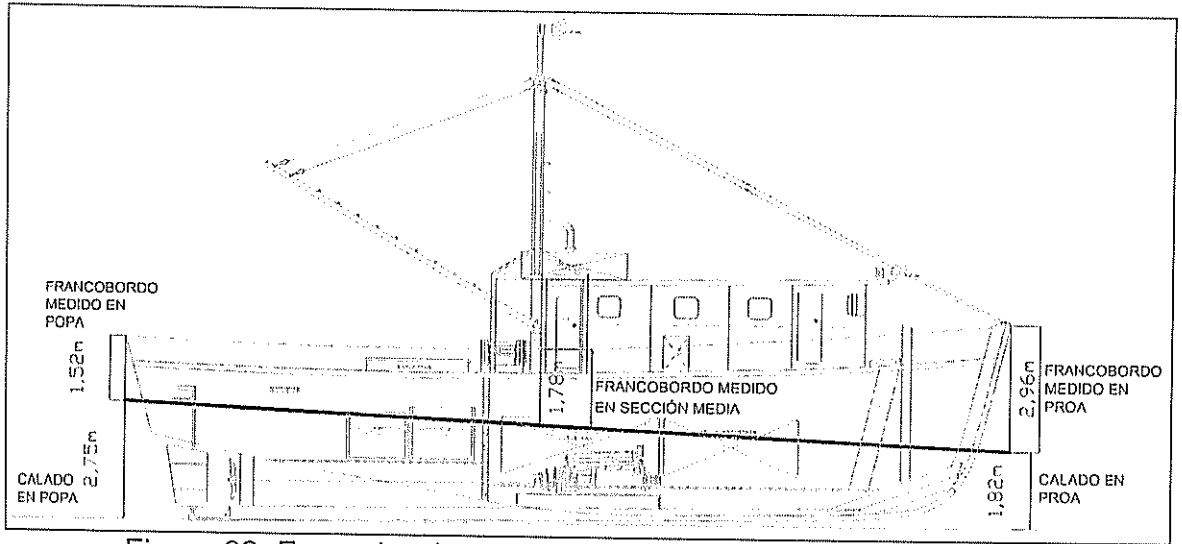 FRANCOBORDO
MEDIDO EN
POPA
1,52m
CALADO
EN POPA
2,75m
1,78
FRANCOBORDO MEDIDO
EN SECCIÓN MEDIA
2,96m
FRANCOBORDO
MEDIDO EN
PROA
1,82m
CALADO EN
PROA